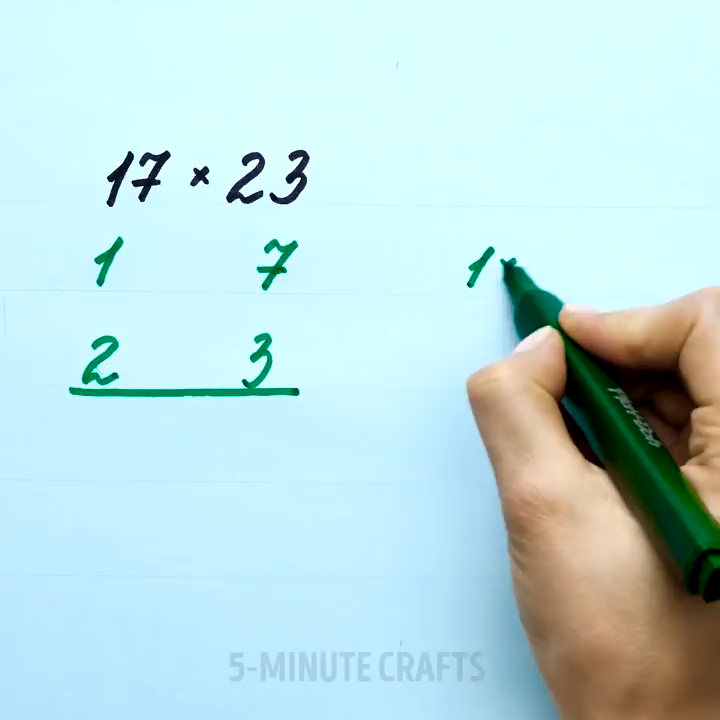 17 × 23
1 7
1 ×
2 3
5-MINUTE CRAFTS